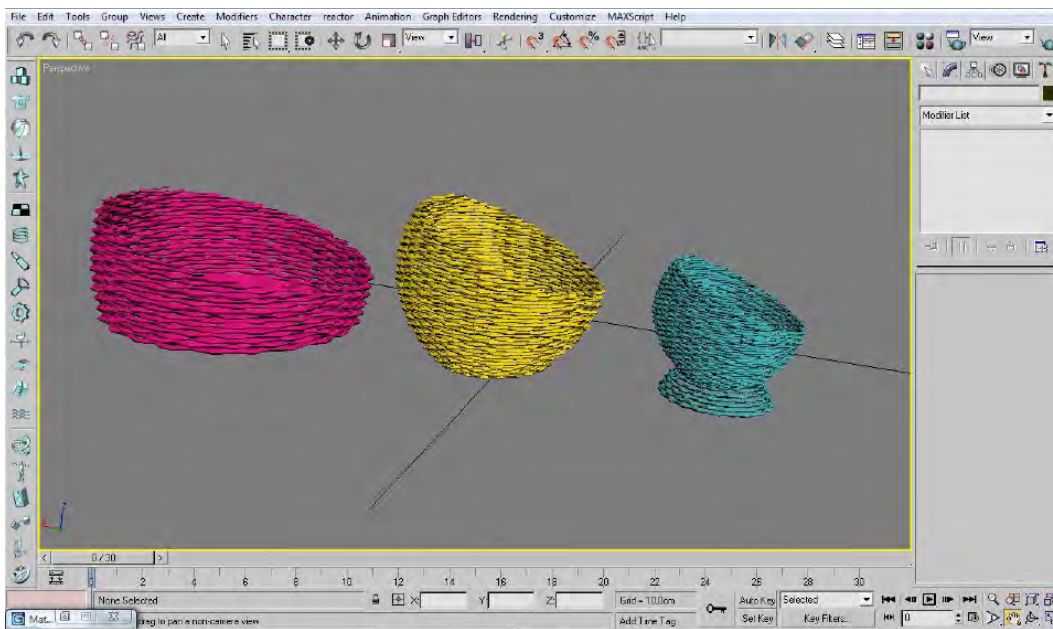 File Edit Tools Group Views Create Modifiers Character reactor Animation Graph Editors Rendering Customize MAXScript Help
All View View
Perspective
Modifier List
0 / 30
0 2 4 6 8 10 12 14 16 18 20 22 24 26 28 30
None Selected X: Y: Z: Grid = 10.0cm Auto Key Selected
Mat... drag to pan a non-camera view Add Time Tag Set Key Key Filters... 0